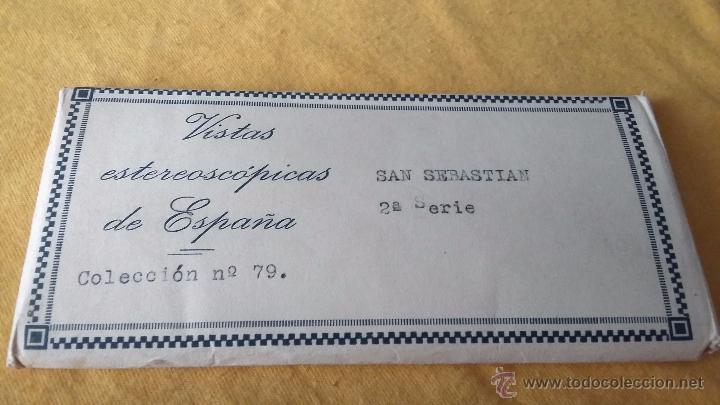 Vistas
estereoscópicas
de España
Colección nº 79.
SAN SEBASTIAN
2ª Serie
© www.todocoleccion.net